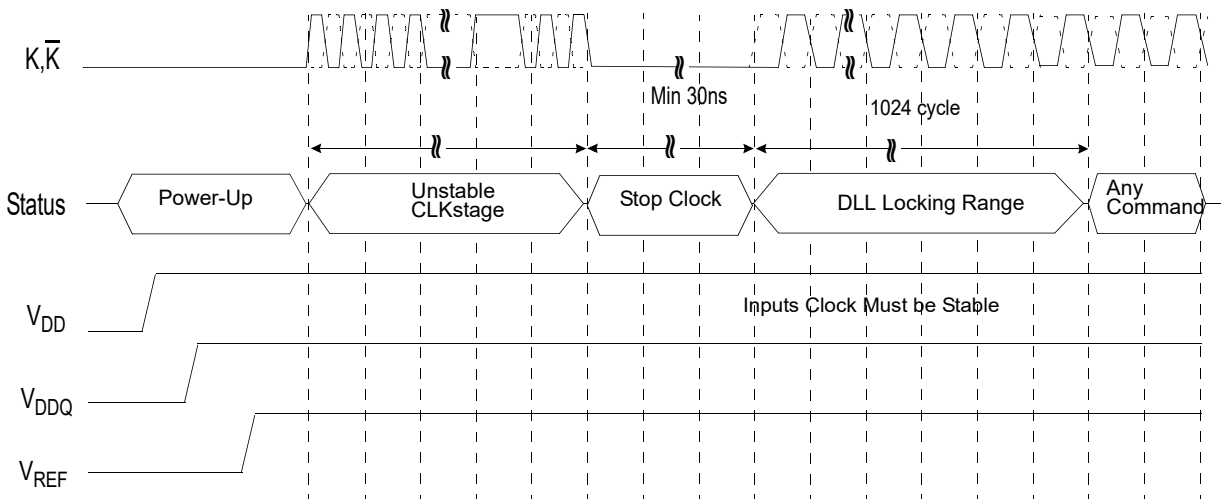 K,K̅
Min 30ns
1024 cycle
Status
Power-Up
Unstable
CLKstage
Stop Clock
DLL Locking Range
Any
Command
VDD
Inputs Clock Must be Stable
VDDQ
VREF